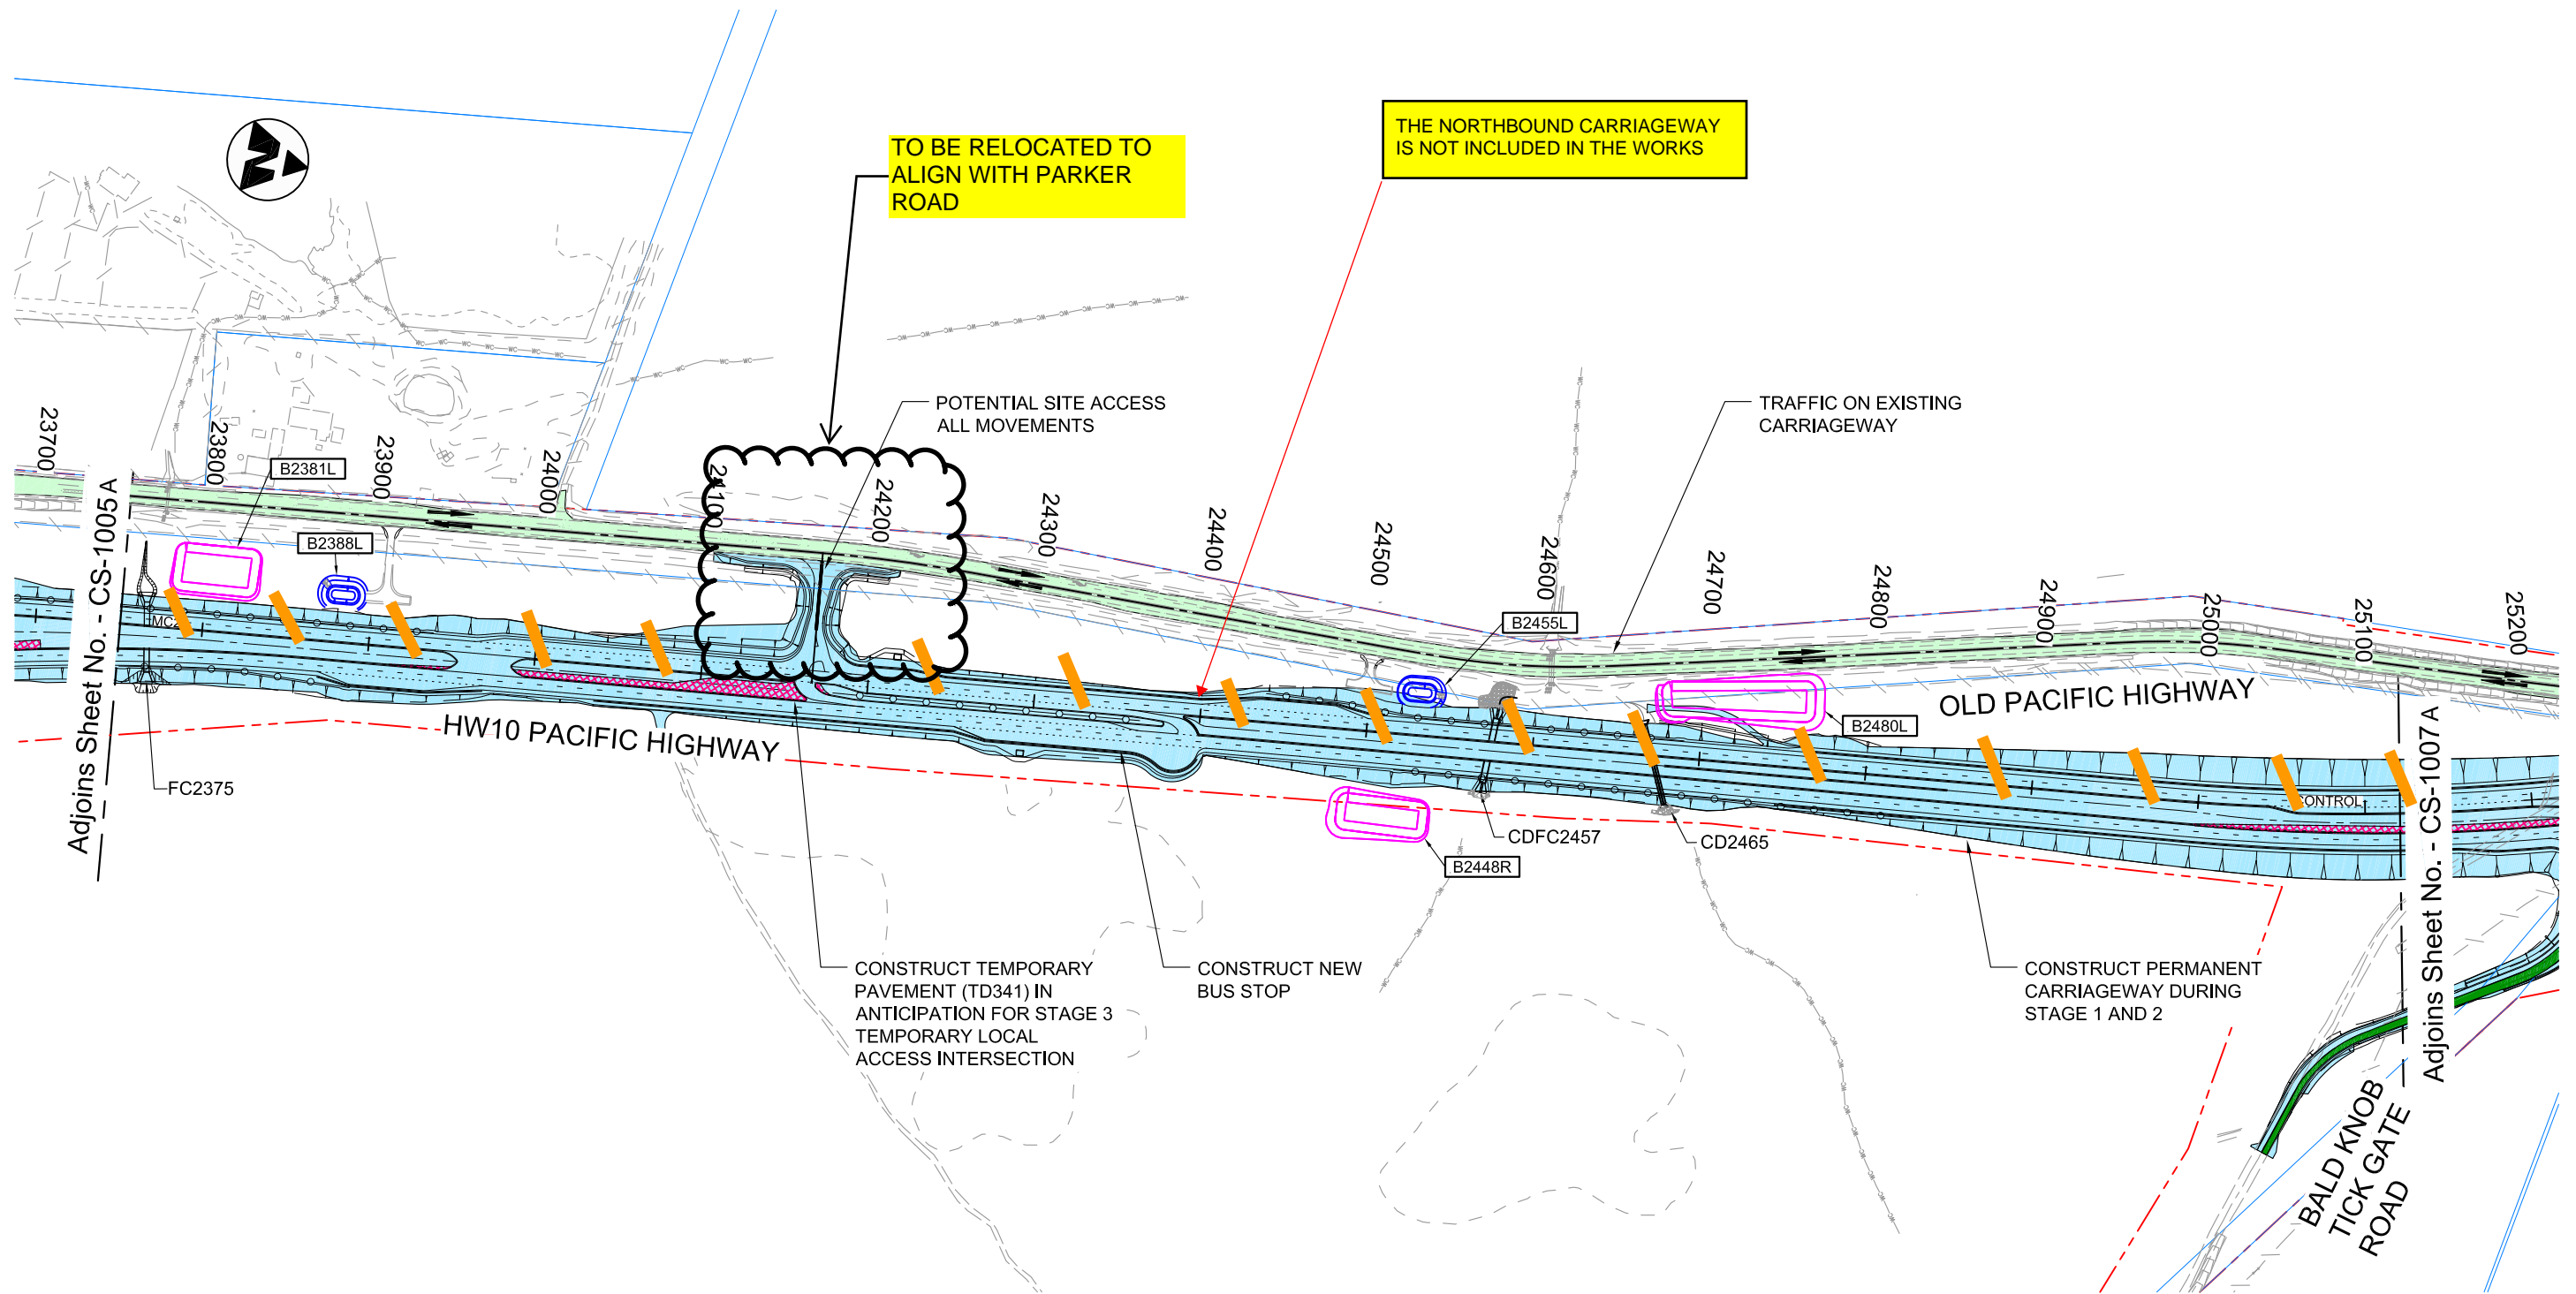 TO BE RELOCATED TO
ALIGN WITH PARKER
ROAD
THE NORTHBOUND CARRIAGEWAY
IS NOT INCLUDED IN THE WORKS
POTENTIAL SITE ACCESS
ALL MOVEMENTS
TRAFFIC ON EXISTING
CARRIAGEWAY
23700
23800
23900
24000
24100
24200
24300
24400
24500
24600
24700
24800
24900
25000
25100
25200
B2381L
B2388L
B2455L
B2480L
B2448R
Adjoins Sheet No. - CS-1005 A
Adjoins Sheet No. - CS-1007 A
OLD PACIFIC HIGHWAY
HW10 PACIFIC HIGHWAY
CONTROL
FC2375
CDFC2457
CD2465
CONSTRUCT TEMPORARY
PAVEMENT (TD341) IN
ANTICIPATION FOR STAGE 3
TEMPORARY LOCAL
ACCESS INTERSECTION
CONSTRUCT NEW
BUS STOP
CONSTRUCT PERMANENT
CARRIAGEWAY DURING
STAGE 1 AND 2
BALD KNOB
TICK GATE
ROAD